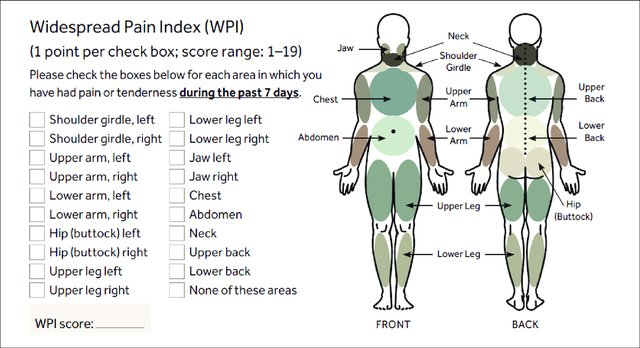 Widespread Pain Index (WPI)
(1 point per check box; score range: 1–19)
Please check the boxes below for each area in which you
have had pain or tenderness during the past 7 days.
Shoulder girdle, left
Shoulder girdle, right
Upper arm, left
Upper arm, right
Lower arm, left
Lower arm, right
Hip (buttock) left
Hip (buttock) right
Upper leg left
Upper leg right
Lower leg left
Lower leg right
Jaw left
Jaw right
Chest
Abdomen
Neck
Upper back
Lower back
None of these areas
WPI score:
Jaw
Neck
Shoulder
Girdle
Chest
Upper
Arm
Upper
Back
Abdomen
Lower
Arm
Lower
Back
Upper Leg
Hip
(Buttock)
Lower Leg
FRONT
BACK